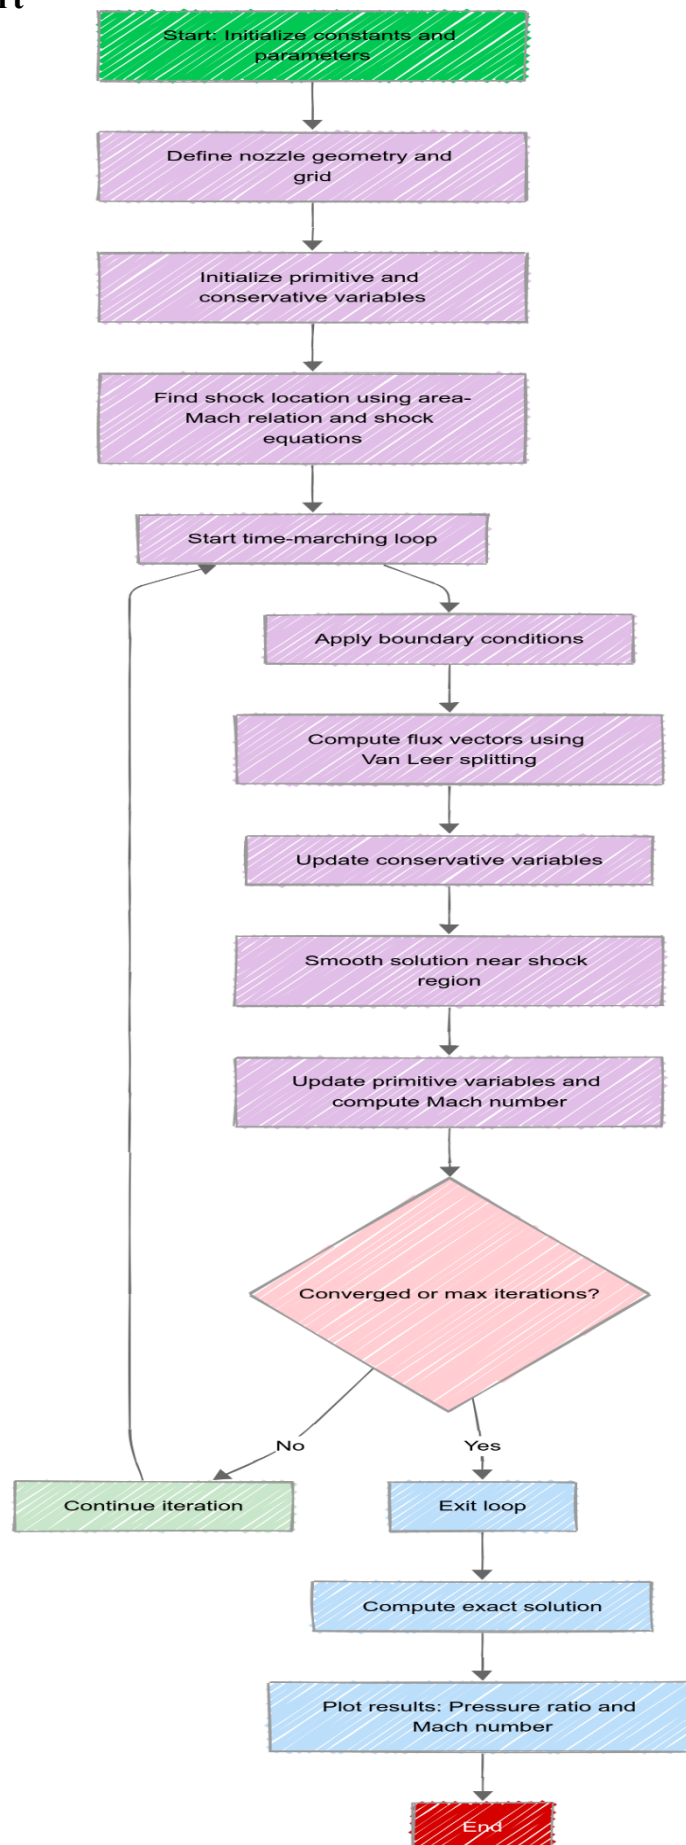 Start: Initialize constants and
parameters
Define nozzle geometry and
grid
Initialize primitive and
conservative variables
Find shock location using area-
Mach relation and shock
equations
Start time-marching loop
Apply boundary conditions
Compute flux vectors using
Van Leer splitting
Update conservative variables
Smooth solution near shock
region
Update primitive variables and
compute Mach number
Converged or max iterations?
No
Yes
Continue iteration
Exit loop
Compute exact solution
Plot results: Pressure ratio and
Mach number
End